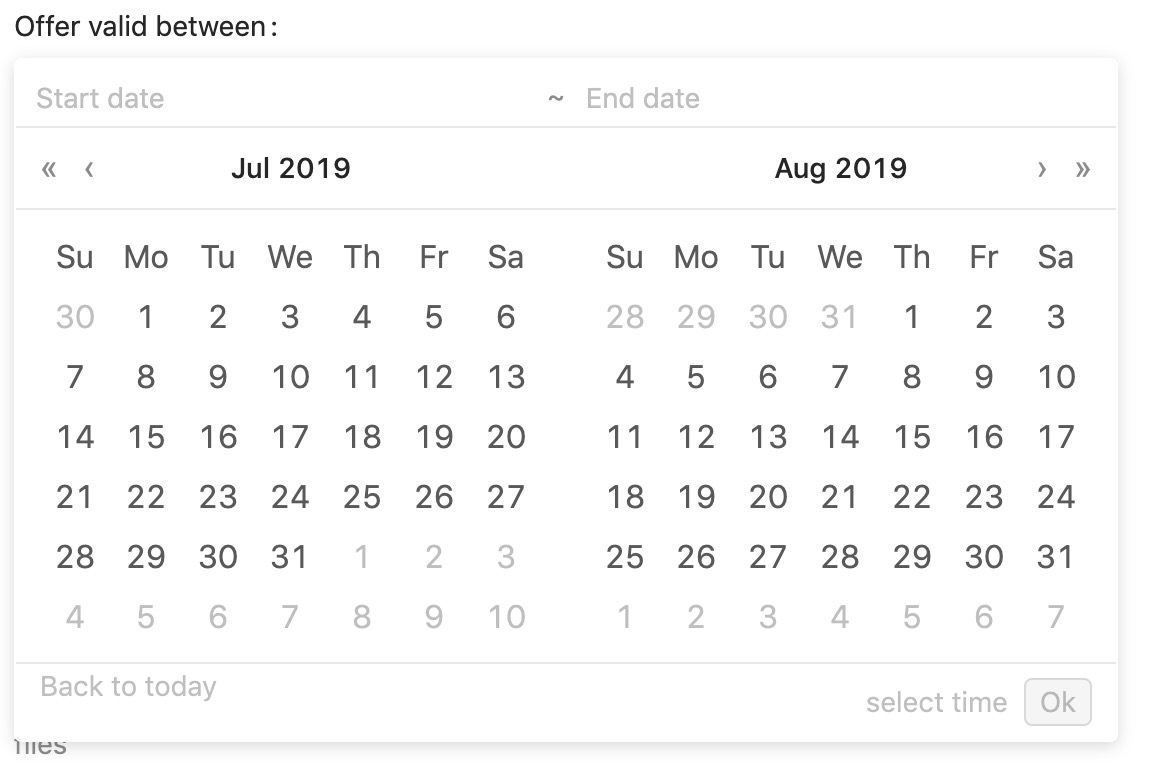 Offer valid between:
Start date ~ End date
« ‹ Jul 2019 Aug 2019 › »
Su Mo Tu We Th Fr Sa Su Mo Tu We Th Fr Sa
30 1 2 3 4 5 6 28 29 30 31 1 2 3
7 8 9 10 11 12 13 4 5 6 7 8 9 10
14 15 16 17 18 19 20 11 12 13 14 15 16 17
21 22 23 24 25 26 27 18 19 20 21 22 23 24
28 29 30 31 1 2 3 25 26 27 28 29 30 31
4 5 6 7 8 9 10 1 2 3 4 5 6 7
Back to today
select time Ok